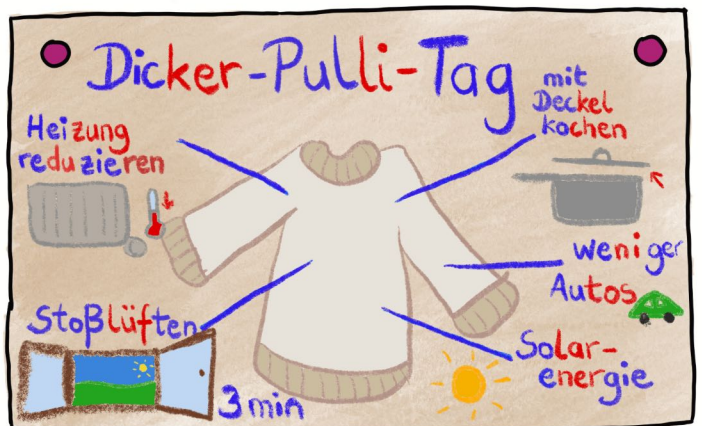 Dicker-Pulli-Tag
Heizung
reduzieren
mit
Deckel
kochen
weniger
Autos
Stoßlüften
3 min
Solar-
energie